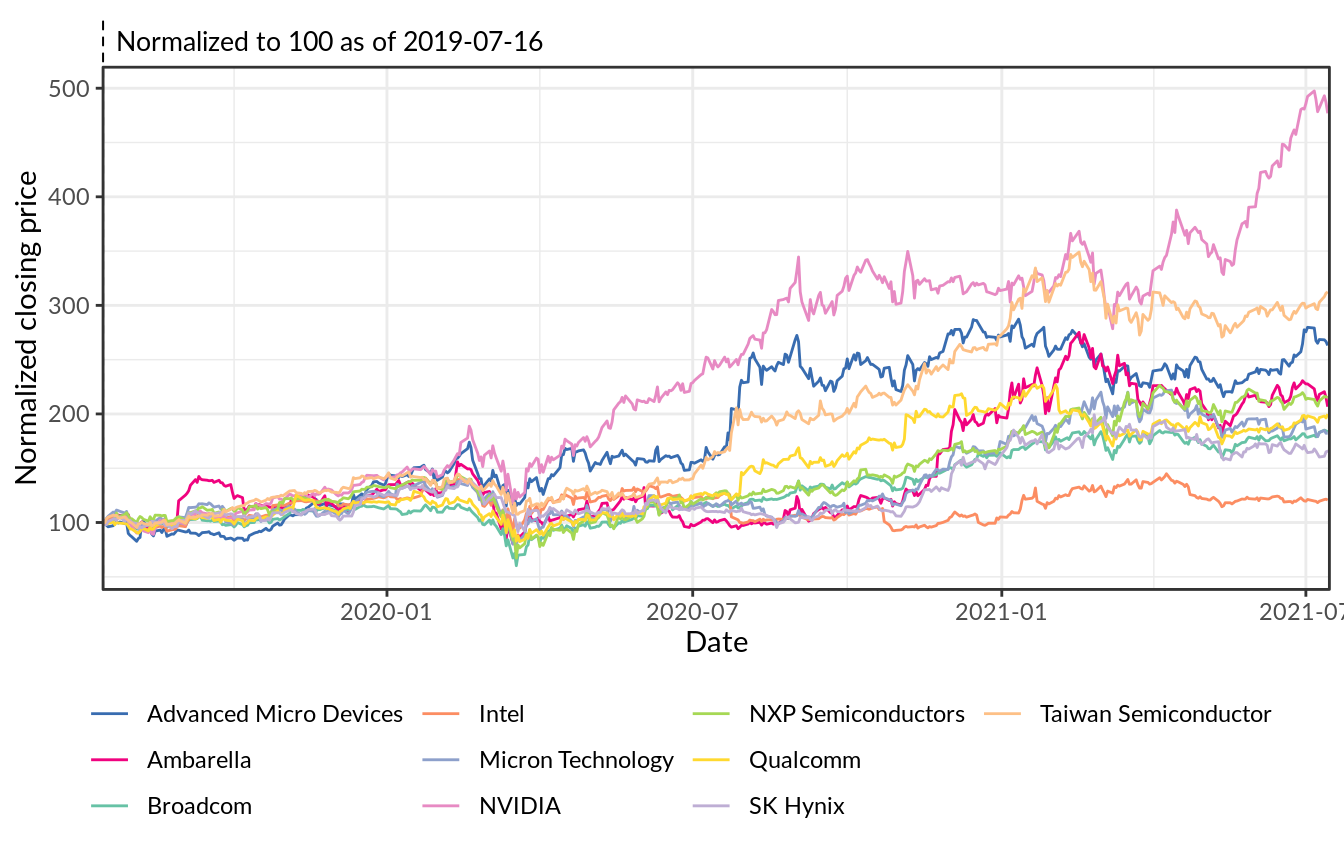 Normalized to 100 as of 2019-07-16
Normalized closing price
500
400
300
200
100
2020-01
2020-07
2021-01
2021-07
Date
Advanced Micro Devices
Intel
NXP Semiconductors
Taiwan Semiconductor
Ambarella
Micron Technology
Qualcomm
Broadcom
NVIDIA
SK Hynix